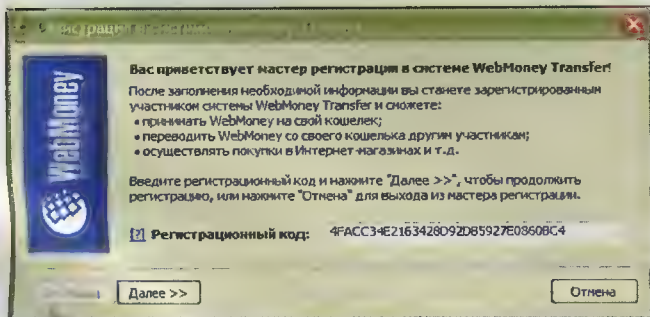 WebMoney
Вас приветствует мастер регистрации в системе WebMoney Transfer!
После заполнения необходимой информации вы станете зарегистрированным
участником системы WebMoney Transfer и сможете:
• принимать WebMoney на свой кошелек;
• переводить WebMoney со своего кошелька другим участникам;
• осуществлять покупки в Интернет-магазинах и т.д.
Введите регистрационный код и нажмите "Далее >>", чтобы продолжить
регистрацию, или нажмите "Отмена" для выхода из мастера регистрации.
[?] Регистрационный код: 4FACC34E2163428D92D85927E08608C4
Далее >> Отмена